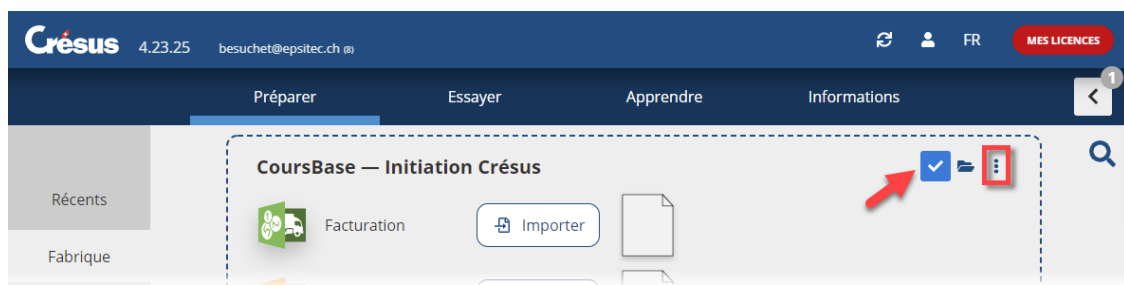 Crésus 4.23.25 besuchet@epsitec.ch (8) FR MES LICENCES
Préparer Essayer Apprendre Informations 1
CoursBase — Initiation Crésus
Récents
Facturation Importer
Fabrique